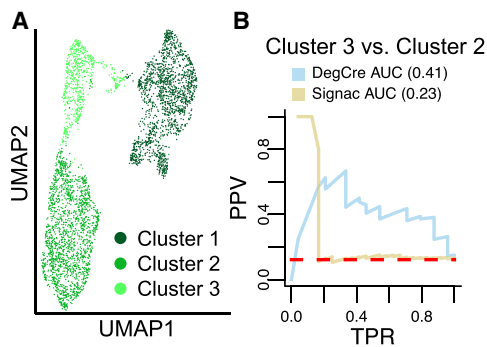 A
UMAP2
UMAP1
Cluster 1
Cluster 2
Cluster 3
B
Cluster 3 vs. Cluster 2
DegCre AUC (0.41)
Signac AUC (0.23)
PPV
0.8
0.4
0.0
0.0
0.4
0.8
TPR